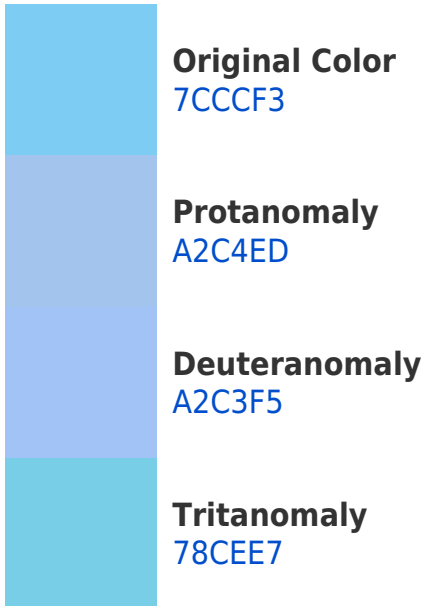 Original Color
7CCCF3
Protanomaly
A2C4ED
Deuteranomaly
A2C3F5
Tritanomaly
78CEE7